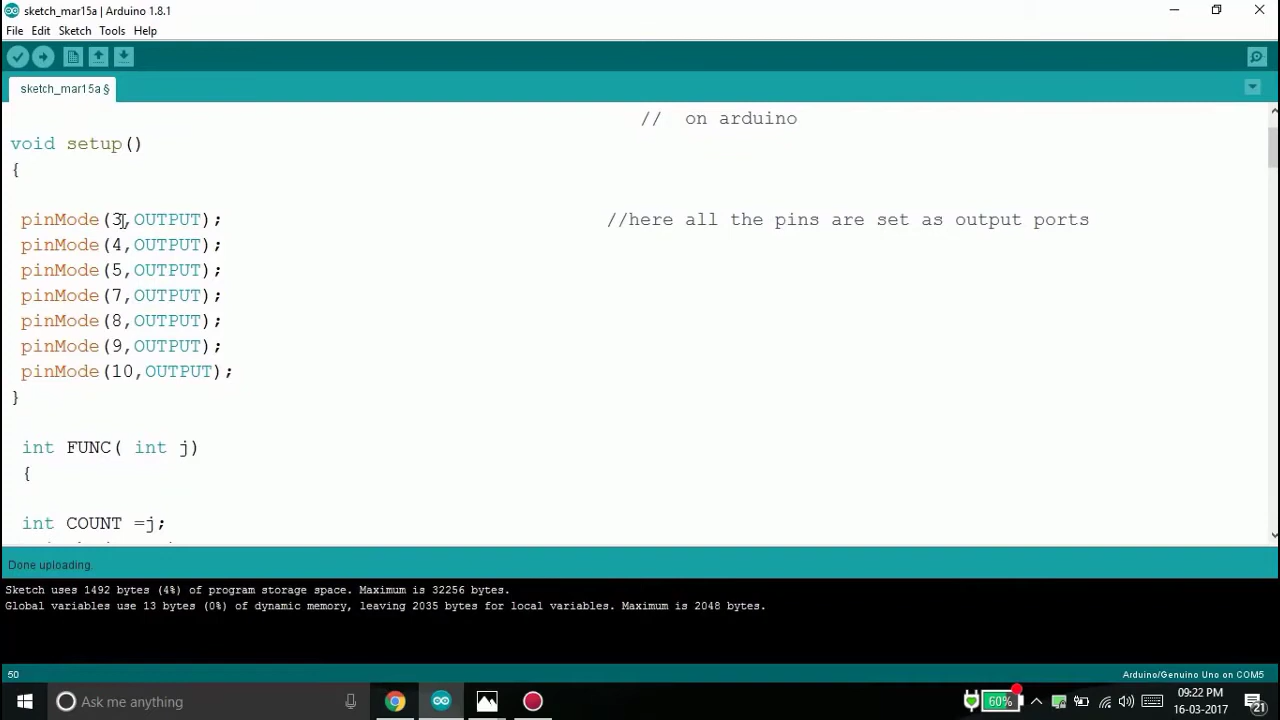 sketch_mar15a | Arduino 1.8.1
File Edit Sketch Tools Help
sketch_mar15a §
// on arduino
void setup()
{
pinMode(3,OUTPUT); //here all the pins are set as output ports
pinMode(4,OUTPUT);
pinMode(5,OUTPUT);
pinMode(7,OUTPUT);
pinMode(8,OUTPUT);
pinMode(9,OUTPUT);
pinMode(10,OUTPUT);
}
int FUNC( int j)
{
int COUNT =j;
Done uploading.
Sketch uses 1492 bytes (4%) of program storage space. Maximum is 32256 bytes.
Global variables use 13 bytes (0%) of dynamic memory, leaving 2035 bytes for local variables. Maximum is 2048 bytes.
50 Arduino/Genuino Uno on COM5
Ask me anything 60% 09:22 PM
16-03-2017 21